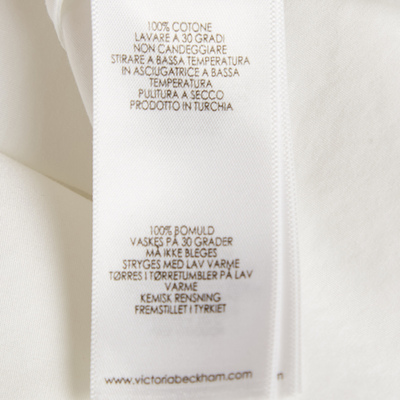 100% COTONE
LAVARE A 30 GRADI
NON CANDEGGIARE
STIRARE A BASSA TEMPERATURA
IN ASCIUGATRICE A BASSA
TEMPERATURA
PULITURA A SECCO
PRODOTTO IN TURCHIA
100% BOMULD
VASKES PÅ 30 GRADER
MÅ IKKE BLEGES
STRYGES MED LAV VARME
TØRRES I TØRRETUMBLER PÅ LAV
VARME
KEMISK RENSNING
FREMSTILLET I TYRKIET
www.victoriabeckham.com